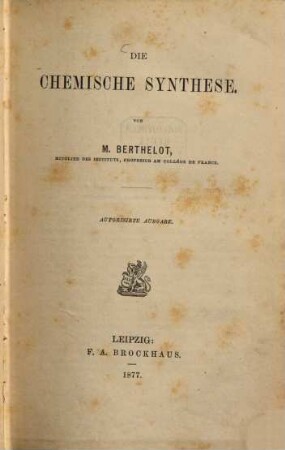 DIE
CHEMISCHE SYNTHESE.
VON
M. BERTHELOT,
MITGLIED DES INSTITUTS, PROFESSOR AM COLLÈGE DE FRANCE.
AUTORISIRTE AUSGABE.
LEIPZIG:
F. A. BROCKHAUS.
1877.